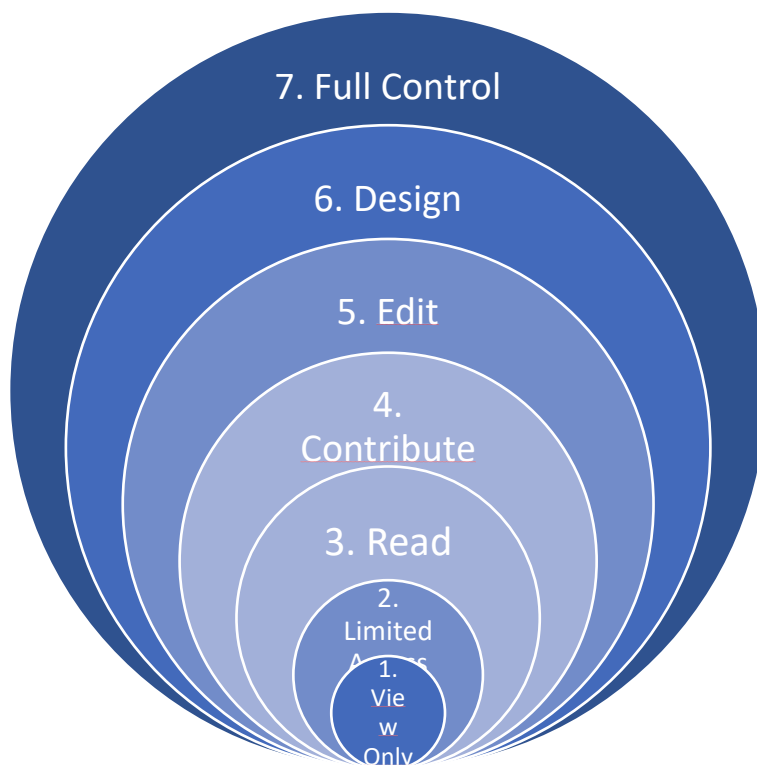 7. Full Control
6. Design
5. Edit
4.
Contribute
3. Read
2.
Limited
1.
Vie
w
Only